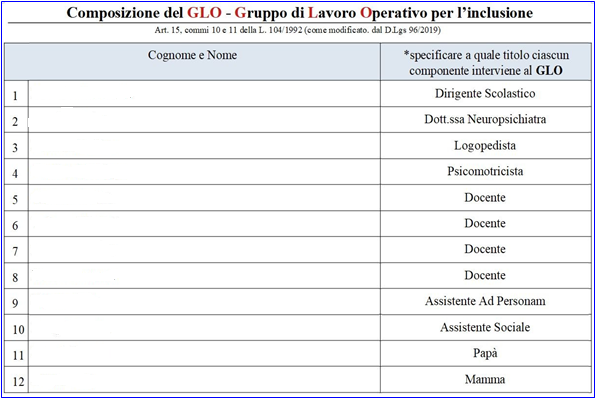 Composizione del GLO - Gruppo di Lavoro Operativo per l'inclusione
Art. 15, commi 10 e 11 della L. 104/1992 (come modificato. dal D.Lgs 96/2019)
Cognome e Nome
*specificare a quale titolo ciascun
componente interviene al GLO
1 Dirigente Scolastico
2 Dott.ssa Neuropsichiatra
3 Logopedista
4 Psicomotricista
5 Docente
6 Docente
7 Docente
8 Docente
9 Assistente Ad Personam
10 Assistente Sociale
11 Papà
12 Mamma